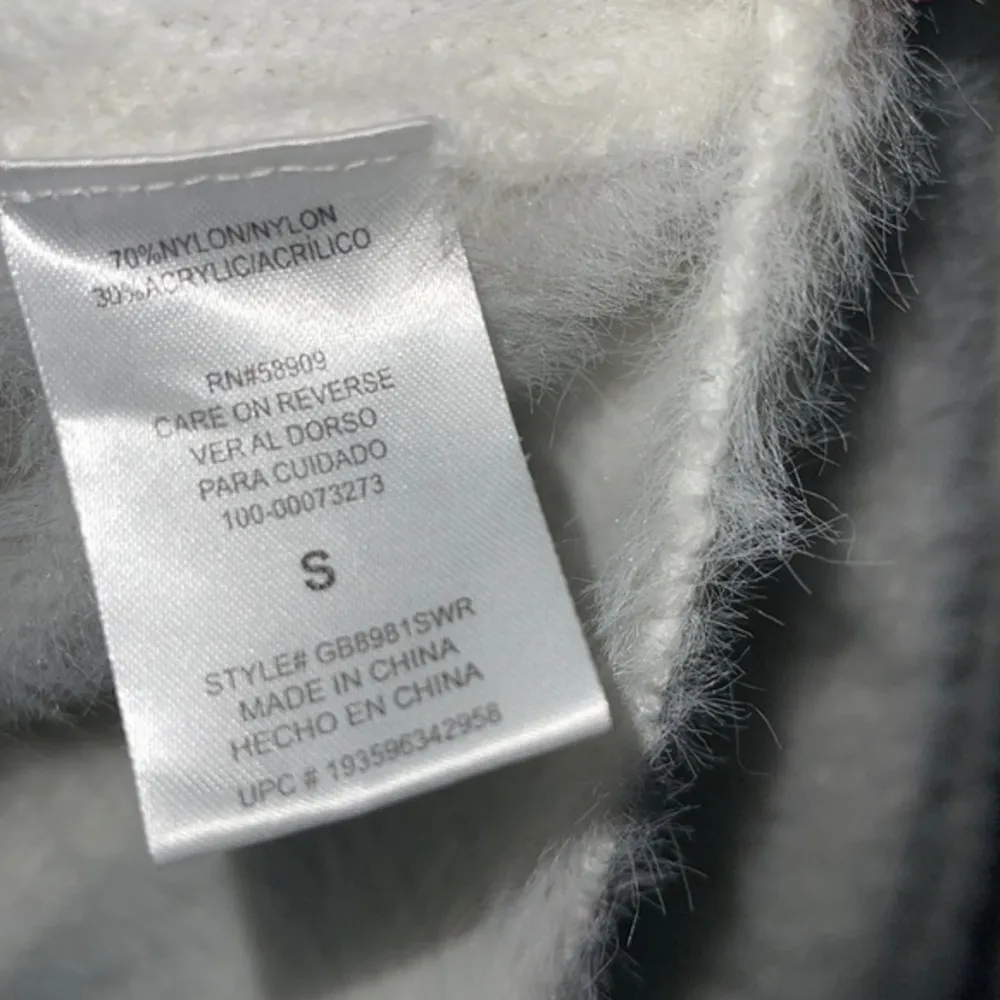 70%NYLON/NYLON
30%ACRYLIC/ACRÍLICO
RN#58909
CARE ON REVERSE
VER AL DORSO
PARA CUIDADO
100-00073273
S
STYLE# GB8981SWR
MADE IN CHINA
HECHO EN CHINA
UPC # 193596342958